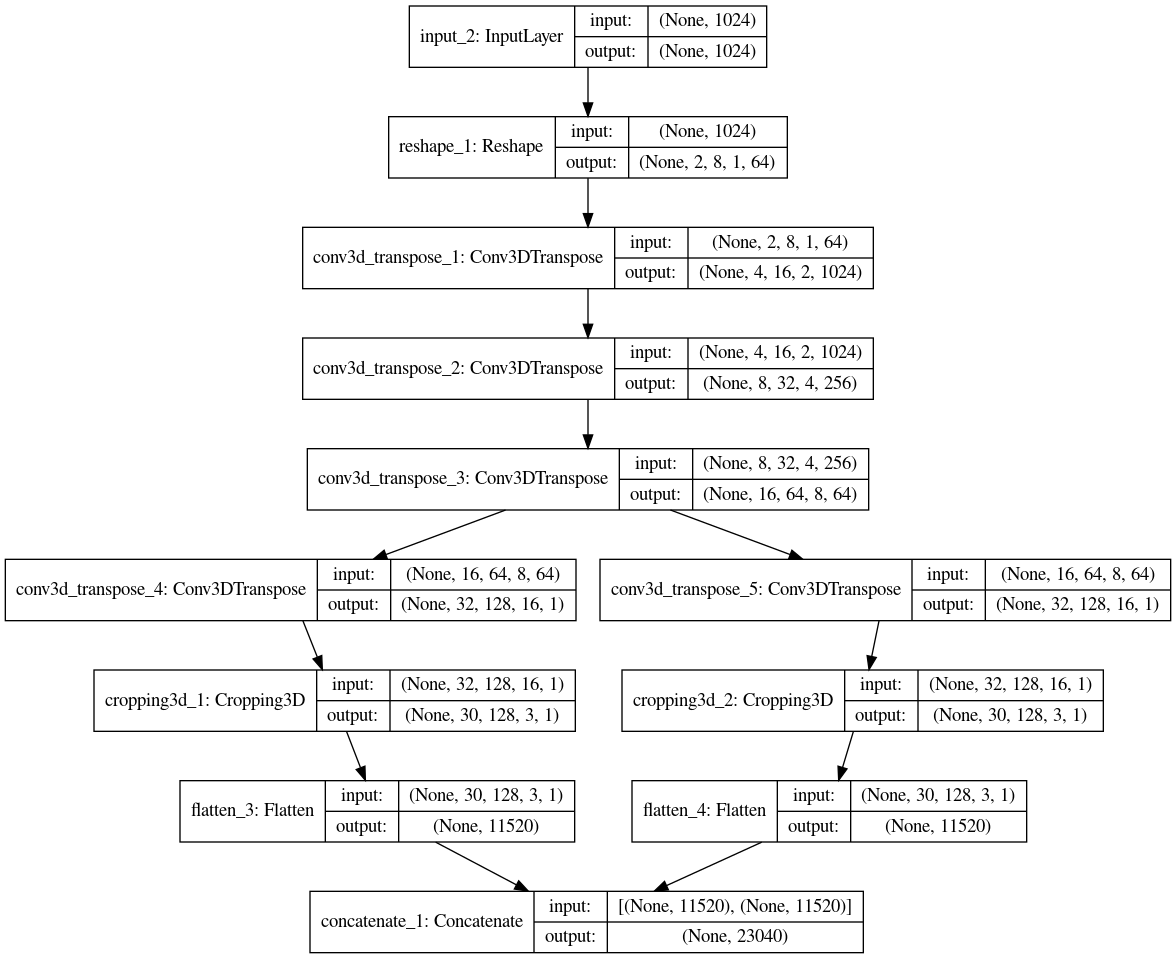 input_2: InputLayer
input: (None, 1024)
output: (None, 1024)
reshape_1: Reshape
input: (None, 1024)
output: (None, 2, 8, 1, 64)
conv3d_transpose_1: Conv3DTranspose
input: (None, 2, 8, 1, 64)
output: (None, 4, 16, 2, 1024)
conv3d_transpose_2: Conv3DTranspose
input: (None, 4, 16, 2, 1024)
output: (None, 8, 32, 4, 256)
conv3d_transpose_3: Conv3DTranspose
input: (None, 8, 32, 4, 256)
output: (None, 16, 64, 8, 64)
conv3d_transpose_4: Conv3DTranspose
input: (None, 16, 64, 8, 64)
output: (None, 32, 128, 16, 1)
conv3d_transpose_5: Conv3DTranspose
input: (None, 16, 64, 8, 64)
output: (None, 32, 128, 16, 1)
cropping3d_1: Cropping3D
input: (None, 32, 128, 16, 1)
output: (None, 30, 128, 3, 1)
cropping3d_2: Cropping3D
input: (None, 32, 128, 16, 1)
output: (None, 30, 128, 3, 1)
flatten_3: Flatten
input: (None, 30, 128, 3, 1)
output: (None, 11520)
flatten_4: Flatten
input: (None, 30, 128, 3, 1)
output: (None, 11520)
concatenate_1: Concatenate
input: [(None, 11520), (None, 11520)]
output: (None, 23040)